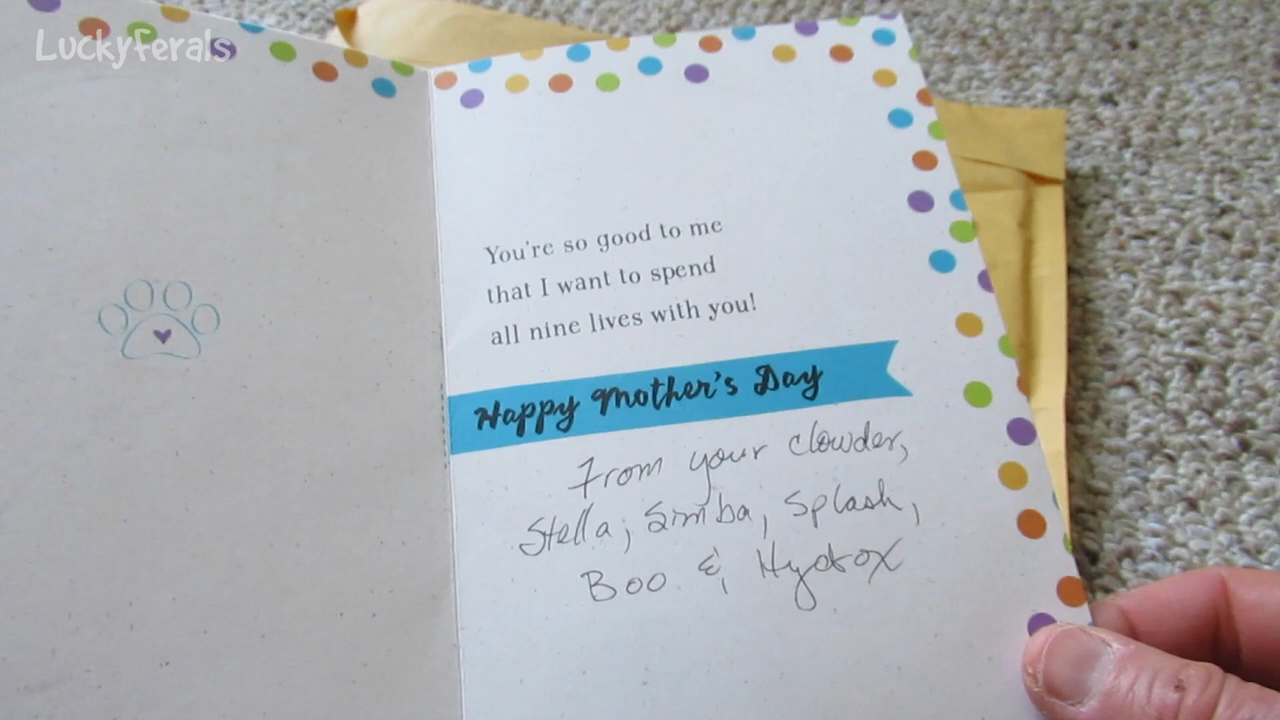 LuckyFerals
You're so good to me
that I want to spend
all nine lives with you!
Happy Mother's Day
From your clowder,
Stella, Simba, Splash,
Boo & Hydrox